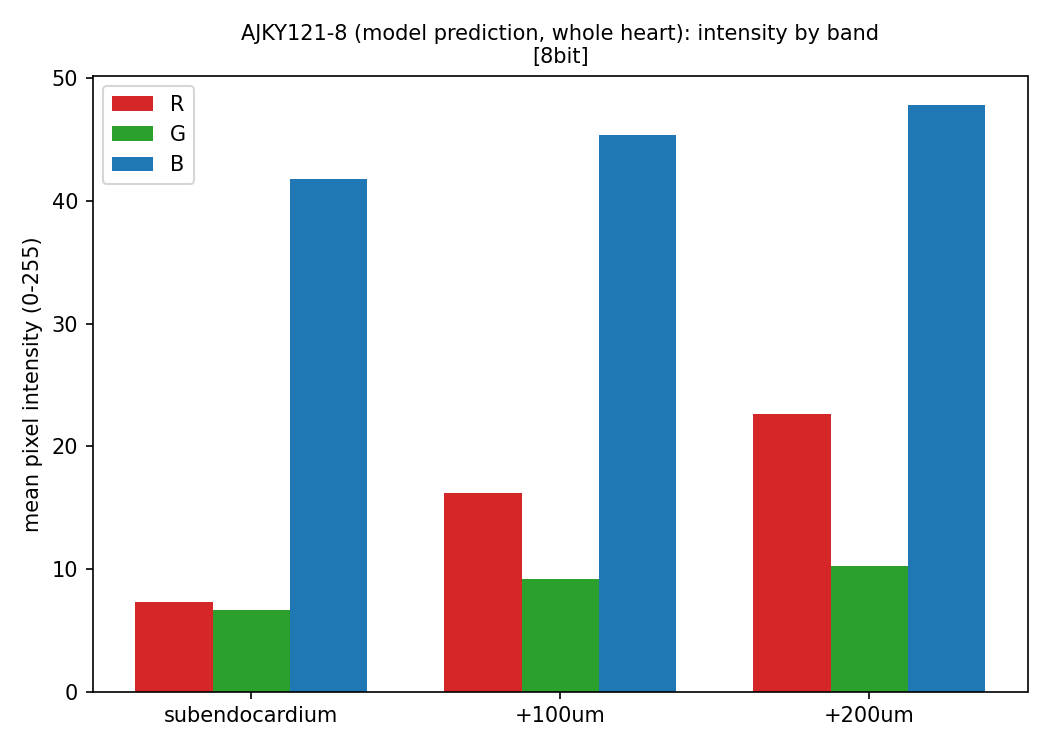 AJKY121-8 (model prediction, whole heart): intensity by band
[8bit]
R
G
B
mean pixel intensity (0-255)
50
40
30
20
10
0
subendocardium
+100um
+200um